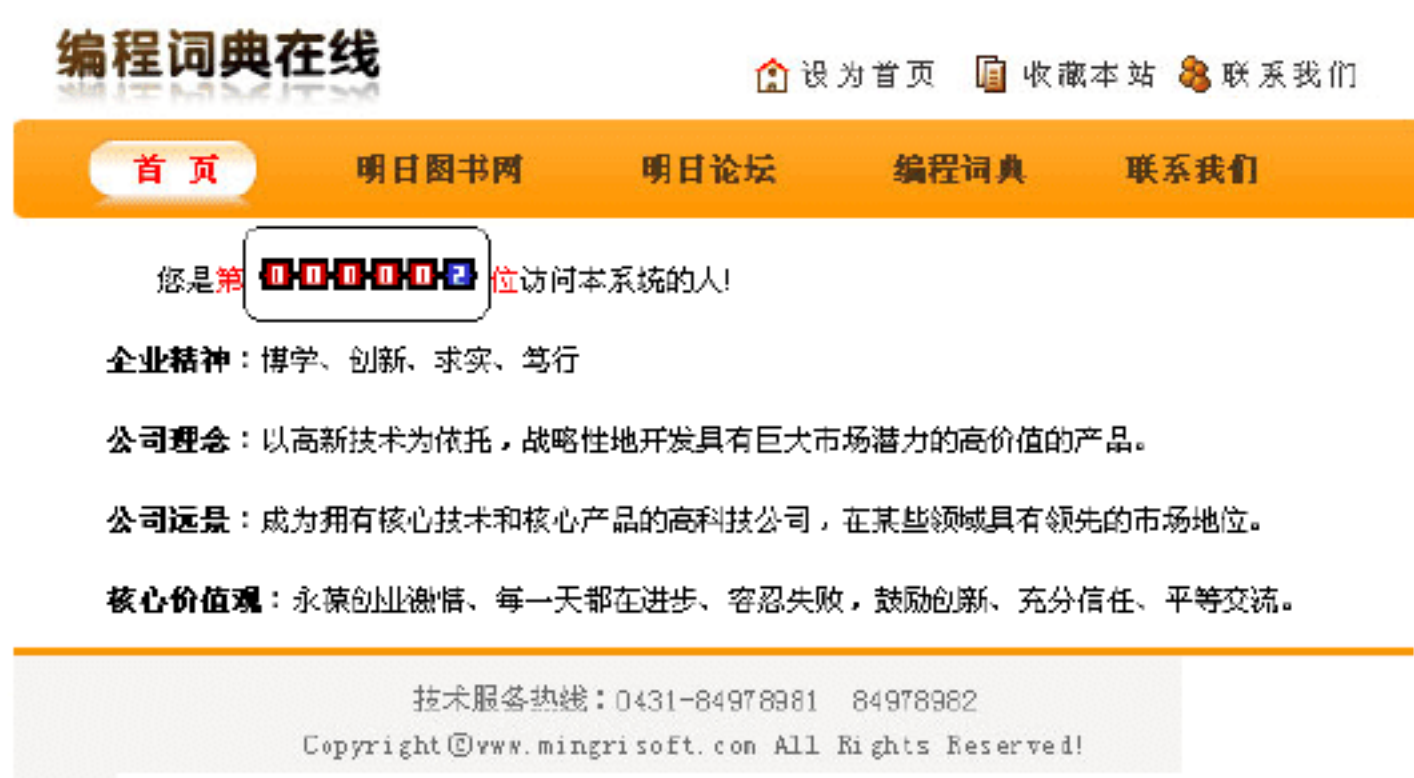 编程词典在线
设为首页 收藏本站 联系我们
首 页 明日图书网 明日论坛 编程词典 联系我们
您是第 000002 位访问本系统的人!
企业精神：博学、创新、求实、笃行
公司理念：以高新技术为依托，战略性地开发具有巨大市场潜力的高价值的产品。
公司远景：成为拥有核心技术和核心产品的高科技公司，在某些领域具有领先的市场地位。
核心价值观：永葆创业激情、每一天都在进步、容忍失败，鼓励创新、充分信任、平等交流。
技术服务热线：0431-84978981 84978982
Copyright©www.mingrisoft.com All Rights Reserved!